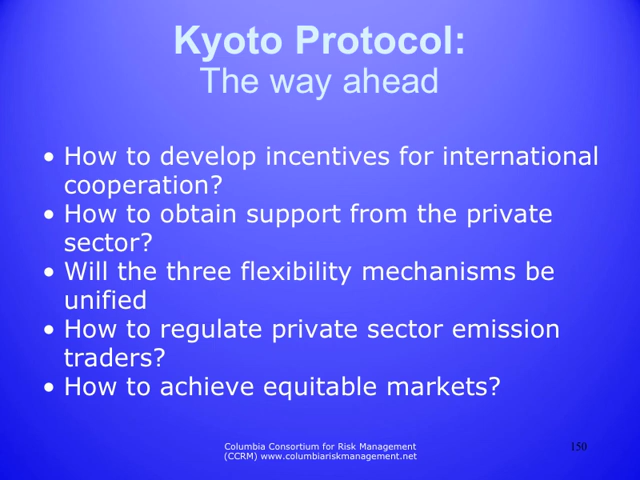 Kyoto Protocol:
The way ahead
• How to develop incentives for international
cooperation?
• How to obtain support from the private
sector?
• Will the three flexibility mechanisms be
unified
• How to regulate private sector emission
traders?
• How to achieve equitable markets?
Columbia Consortium for Risk Management
(CCRM) www.columbiariskmanagement.net
150